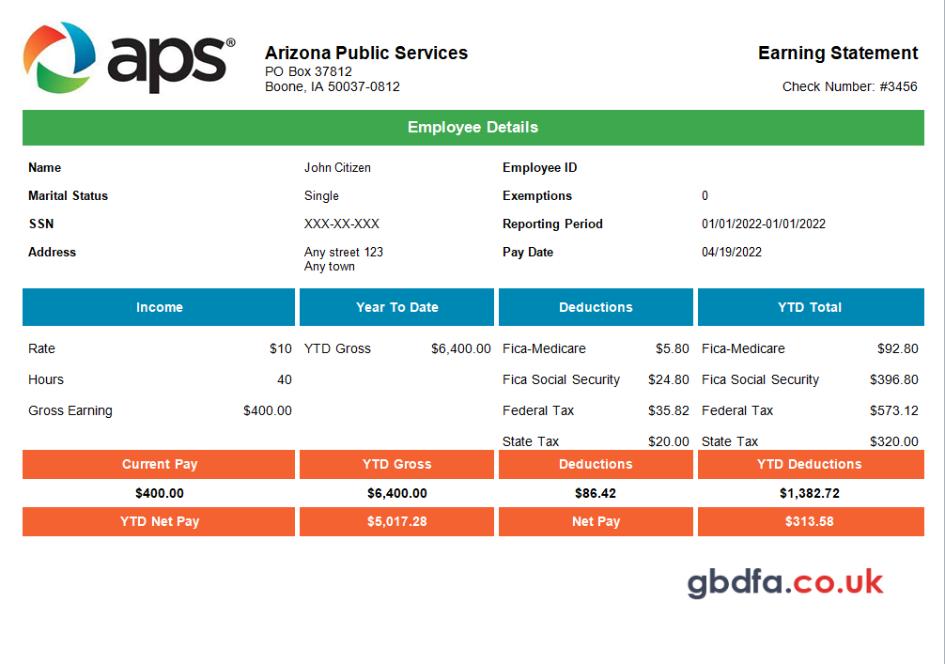 aps®
Arizona Public Services
PO Box 37812
Boone, IA 50037-0812
Earning Statement
Check Number: #3456
Employee Details
Name John Citizen Employee ID
Marital Status Single Exemptions 0
SSN XXX-XX-XXX Reporting Period 01/01/2022-01/01/2022
Address Any street 123 Pay Date 04/19/2022
Any town
Income Year To Date Deductions YTD Total
Rate $10 YTD Gross $6,400.00 Fica-Medicare $5.80 Fica-Medicare $92.80
Hours 40 Fica Social Security $24.80 Fica Social Security $396.80
Gross Earning $400.00 Federal Tax $35.82 Federal Tax $573.12
State Tax $20.00 State Tax $320.00
Current Pay YTD Gross Deductions YTD Deductions
$400.00 $6,400.00 $86.42 $1,382.72
YTD Net Pay $5,017.28 Net Pay $313.58
gbdfa.co.uk